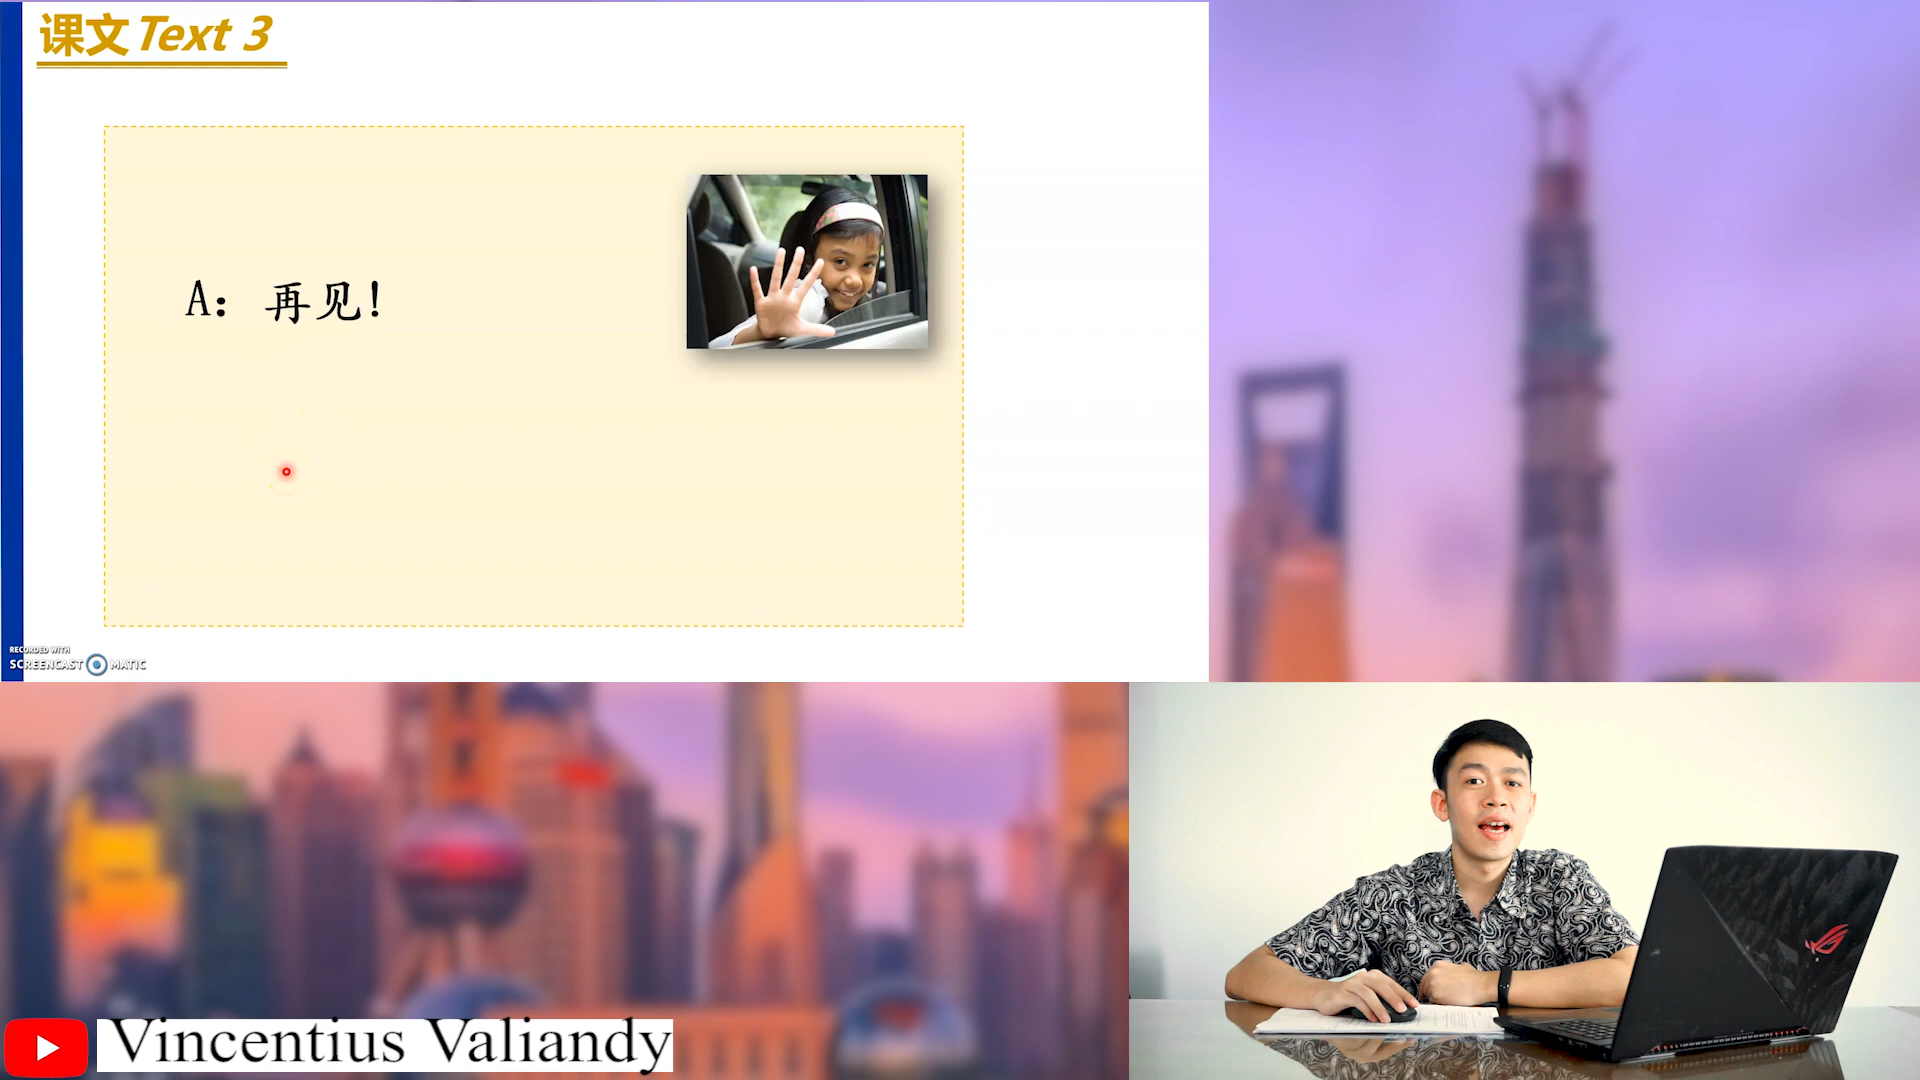 课文 Text 3
A: 再见!
RECORDED WITH
SCREENCAST MATIC
Vincentius Valiandy